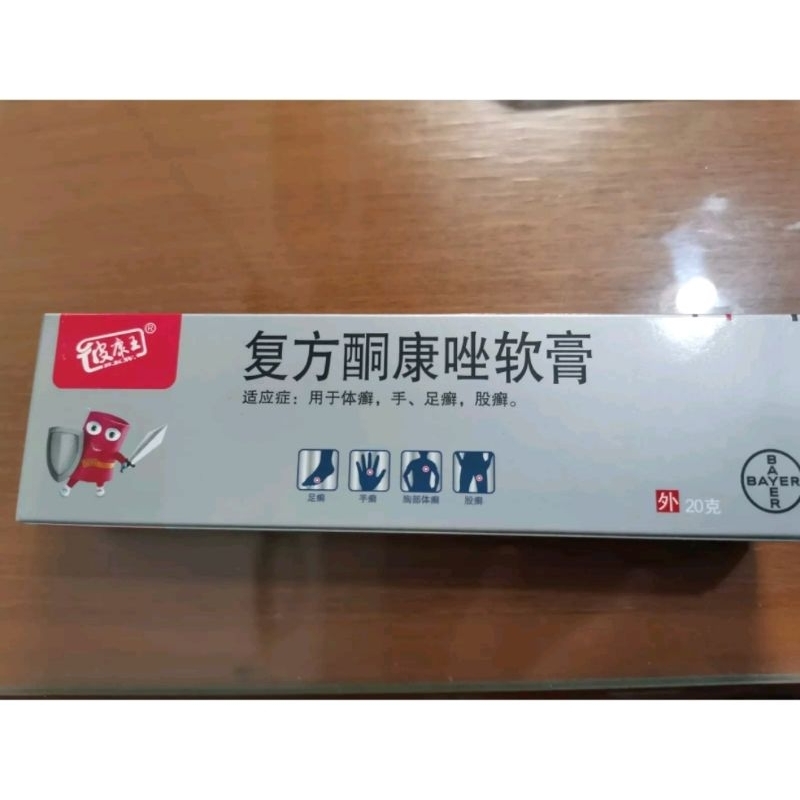 皮康王®
复方酮康唑软膏
适应症：用于体癣，手、足癣，股癣。
足癣
手癣
胸部体癣
股癣
外 20克
BAYER
BAYER